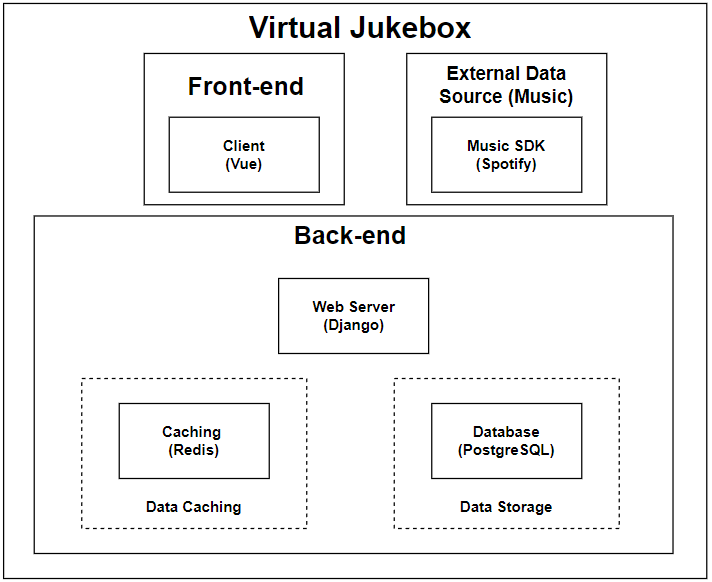 Virtual Jukebox
Front-end
Client
(Vue)
External Data
Source (Music)
Music SDK
(Spotify)
Back-end
Web Server
(Django)
Caching
(Redis)
Data Caching
Database
(PostgreSQL)
Data Storage